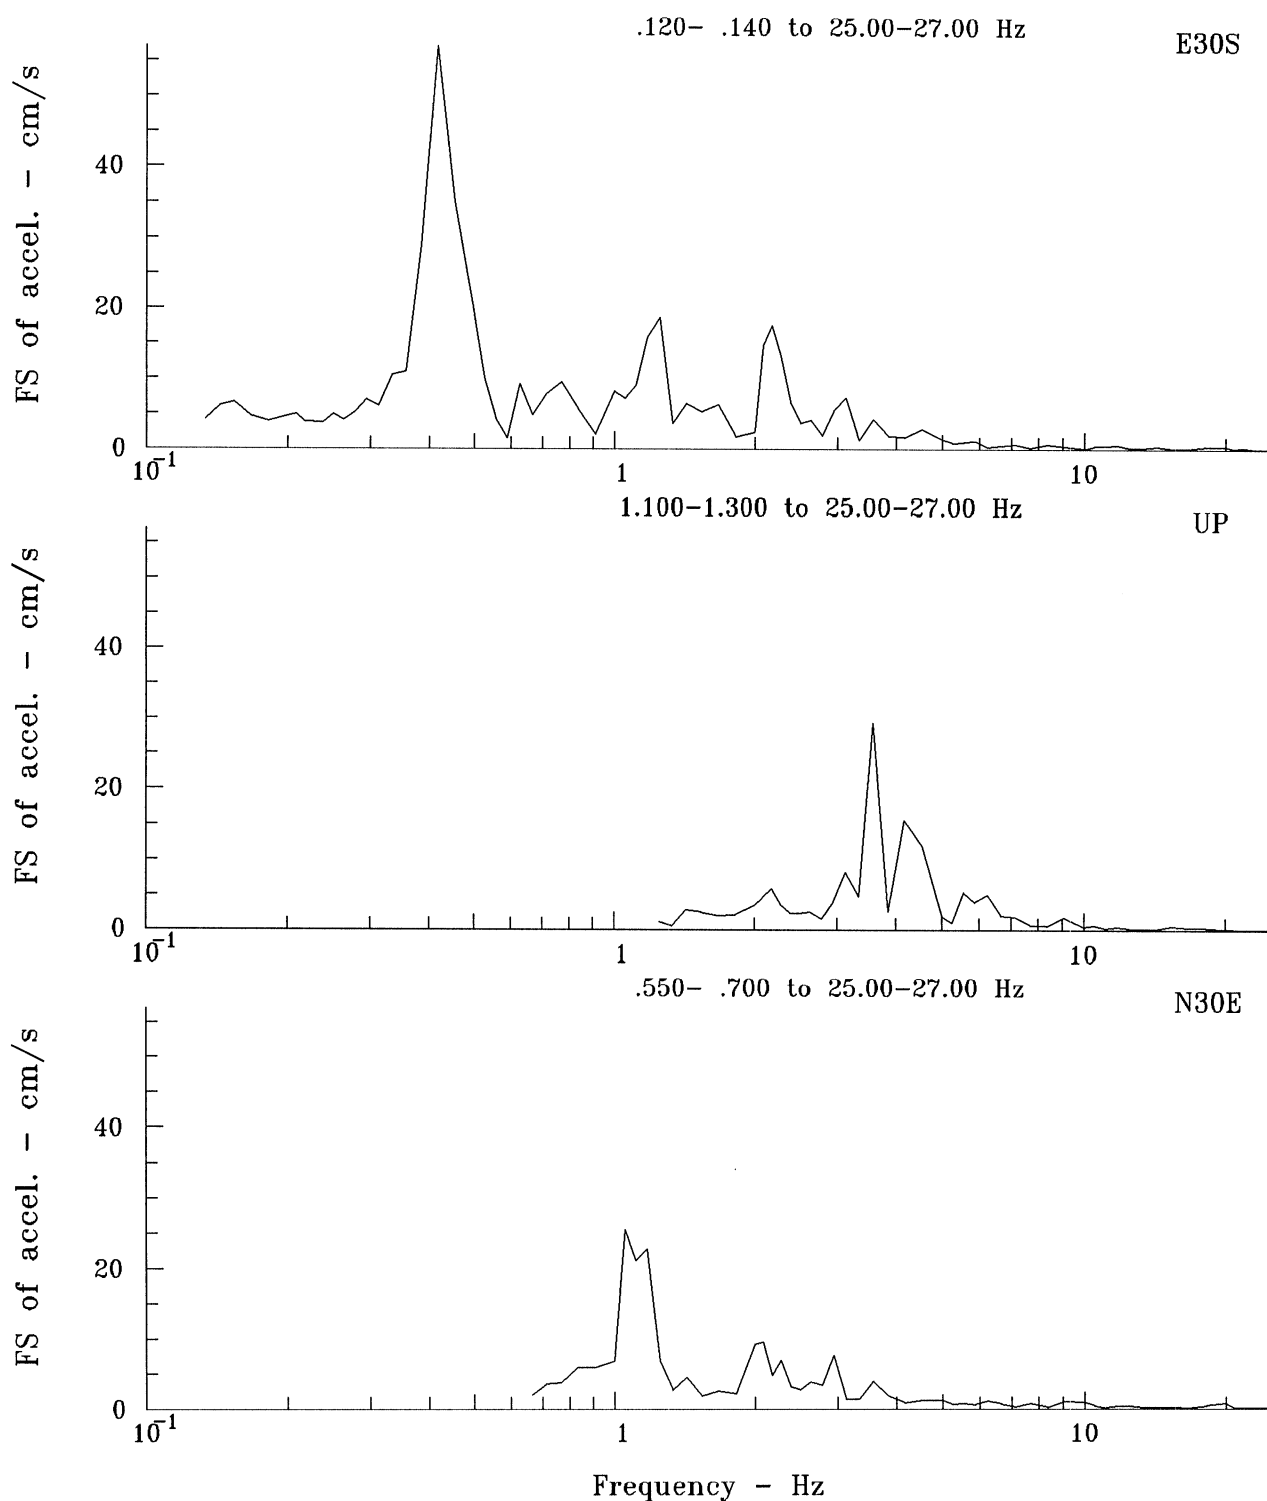 .120- .140 to 25.00-27.00 Hz
E30S
FS of accel. - cm/s
40
20
0
10-1
1
10
1.100-1.300 to 25.00-27.00 Hz
UP
FS of accel. - cm/s
40
20
0
10-1
1
10
.550- .700 to 25.00-27.00 Hz
N30E
FS of accel. - cm/s
40
20
0
10-1
1
10
Frequency - Hz